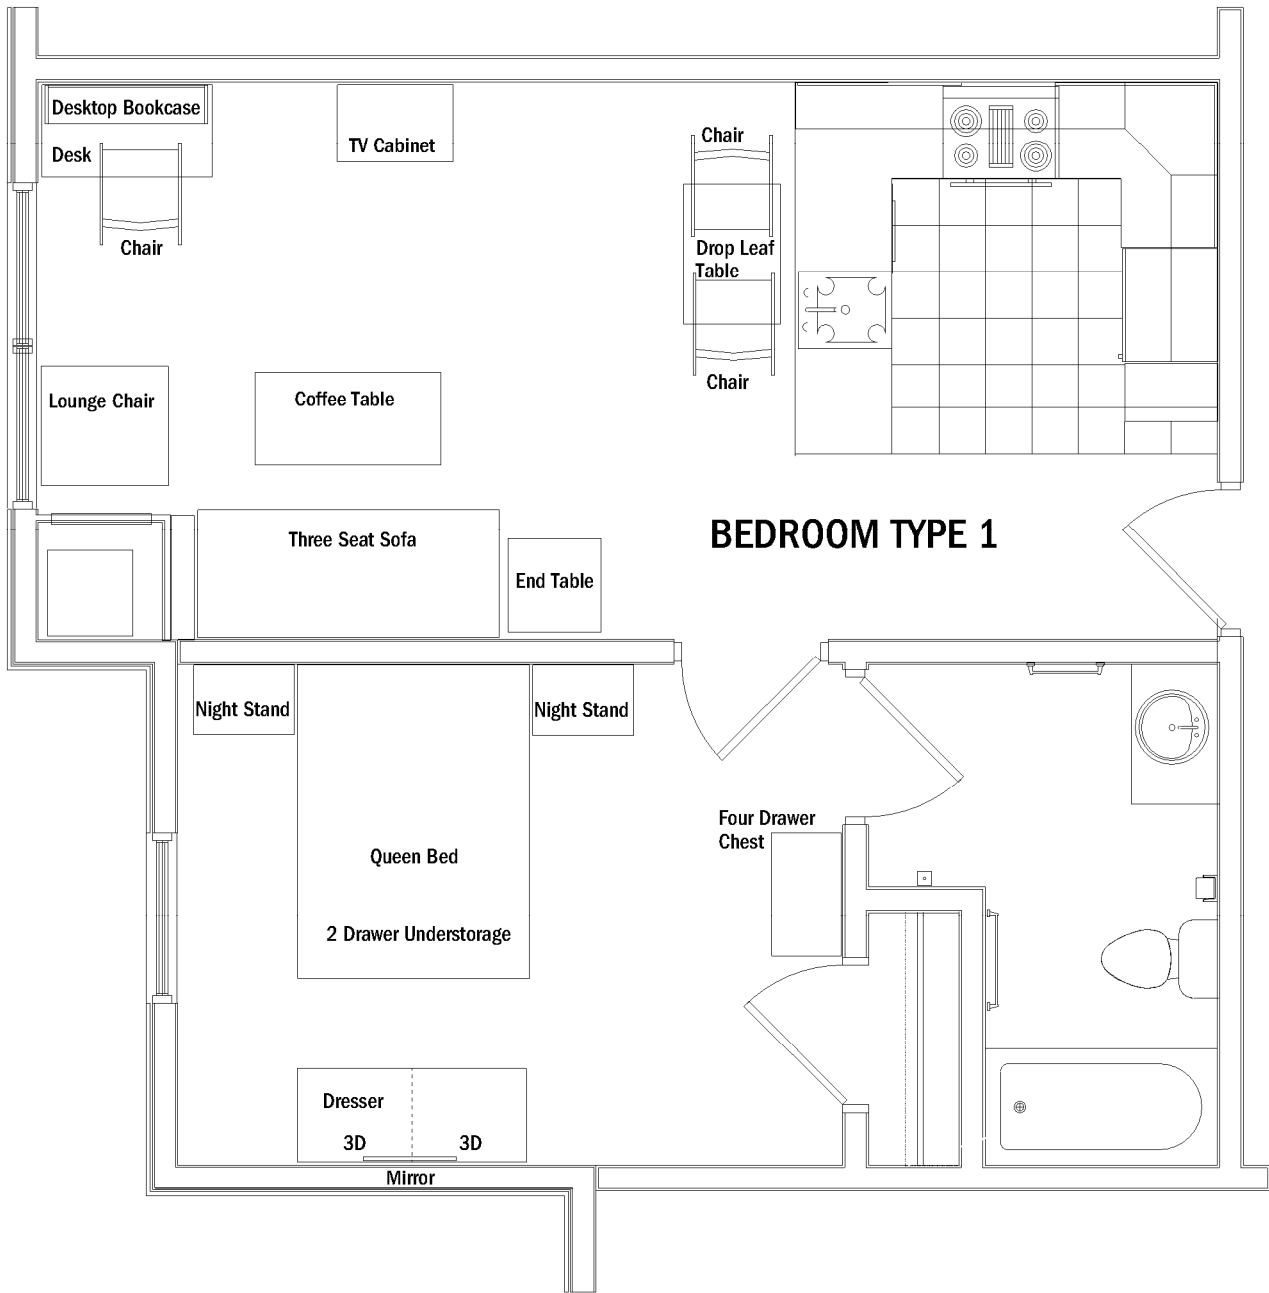 Desktop Bookcase
Desk
Chair
TV Cabinet
Chair
Drop Leaf
Table
Chair
Lounge Chair
Coffee Table
Three Seat Sofa
End Table
BEDROOM TYPE 1
Night Stand
Night Stand
Queen Bed
2 Drawer Understorage
Four Drawer
Chest
Dresser
3D
3D
Mirror